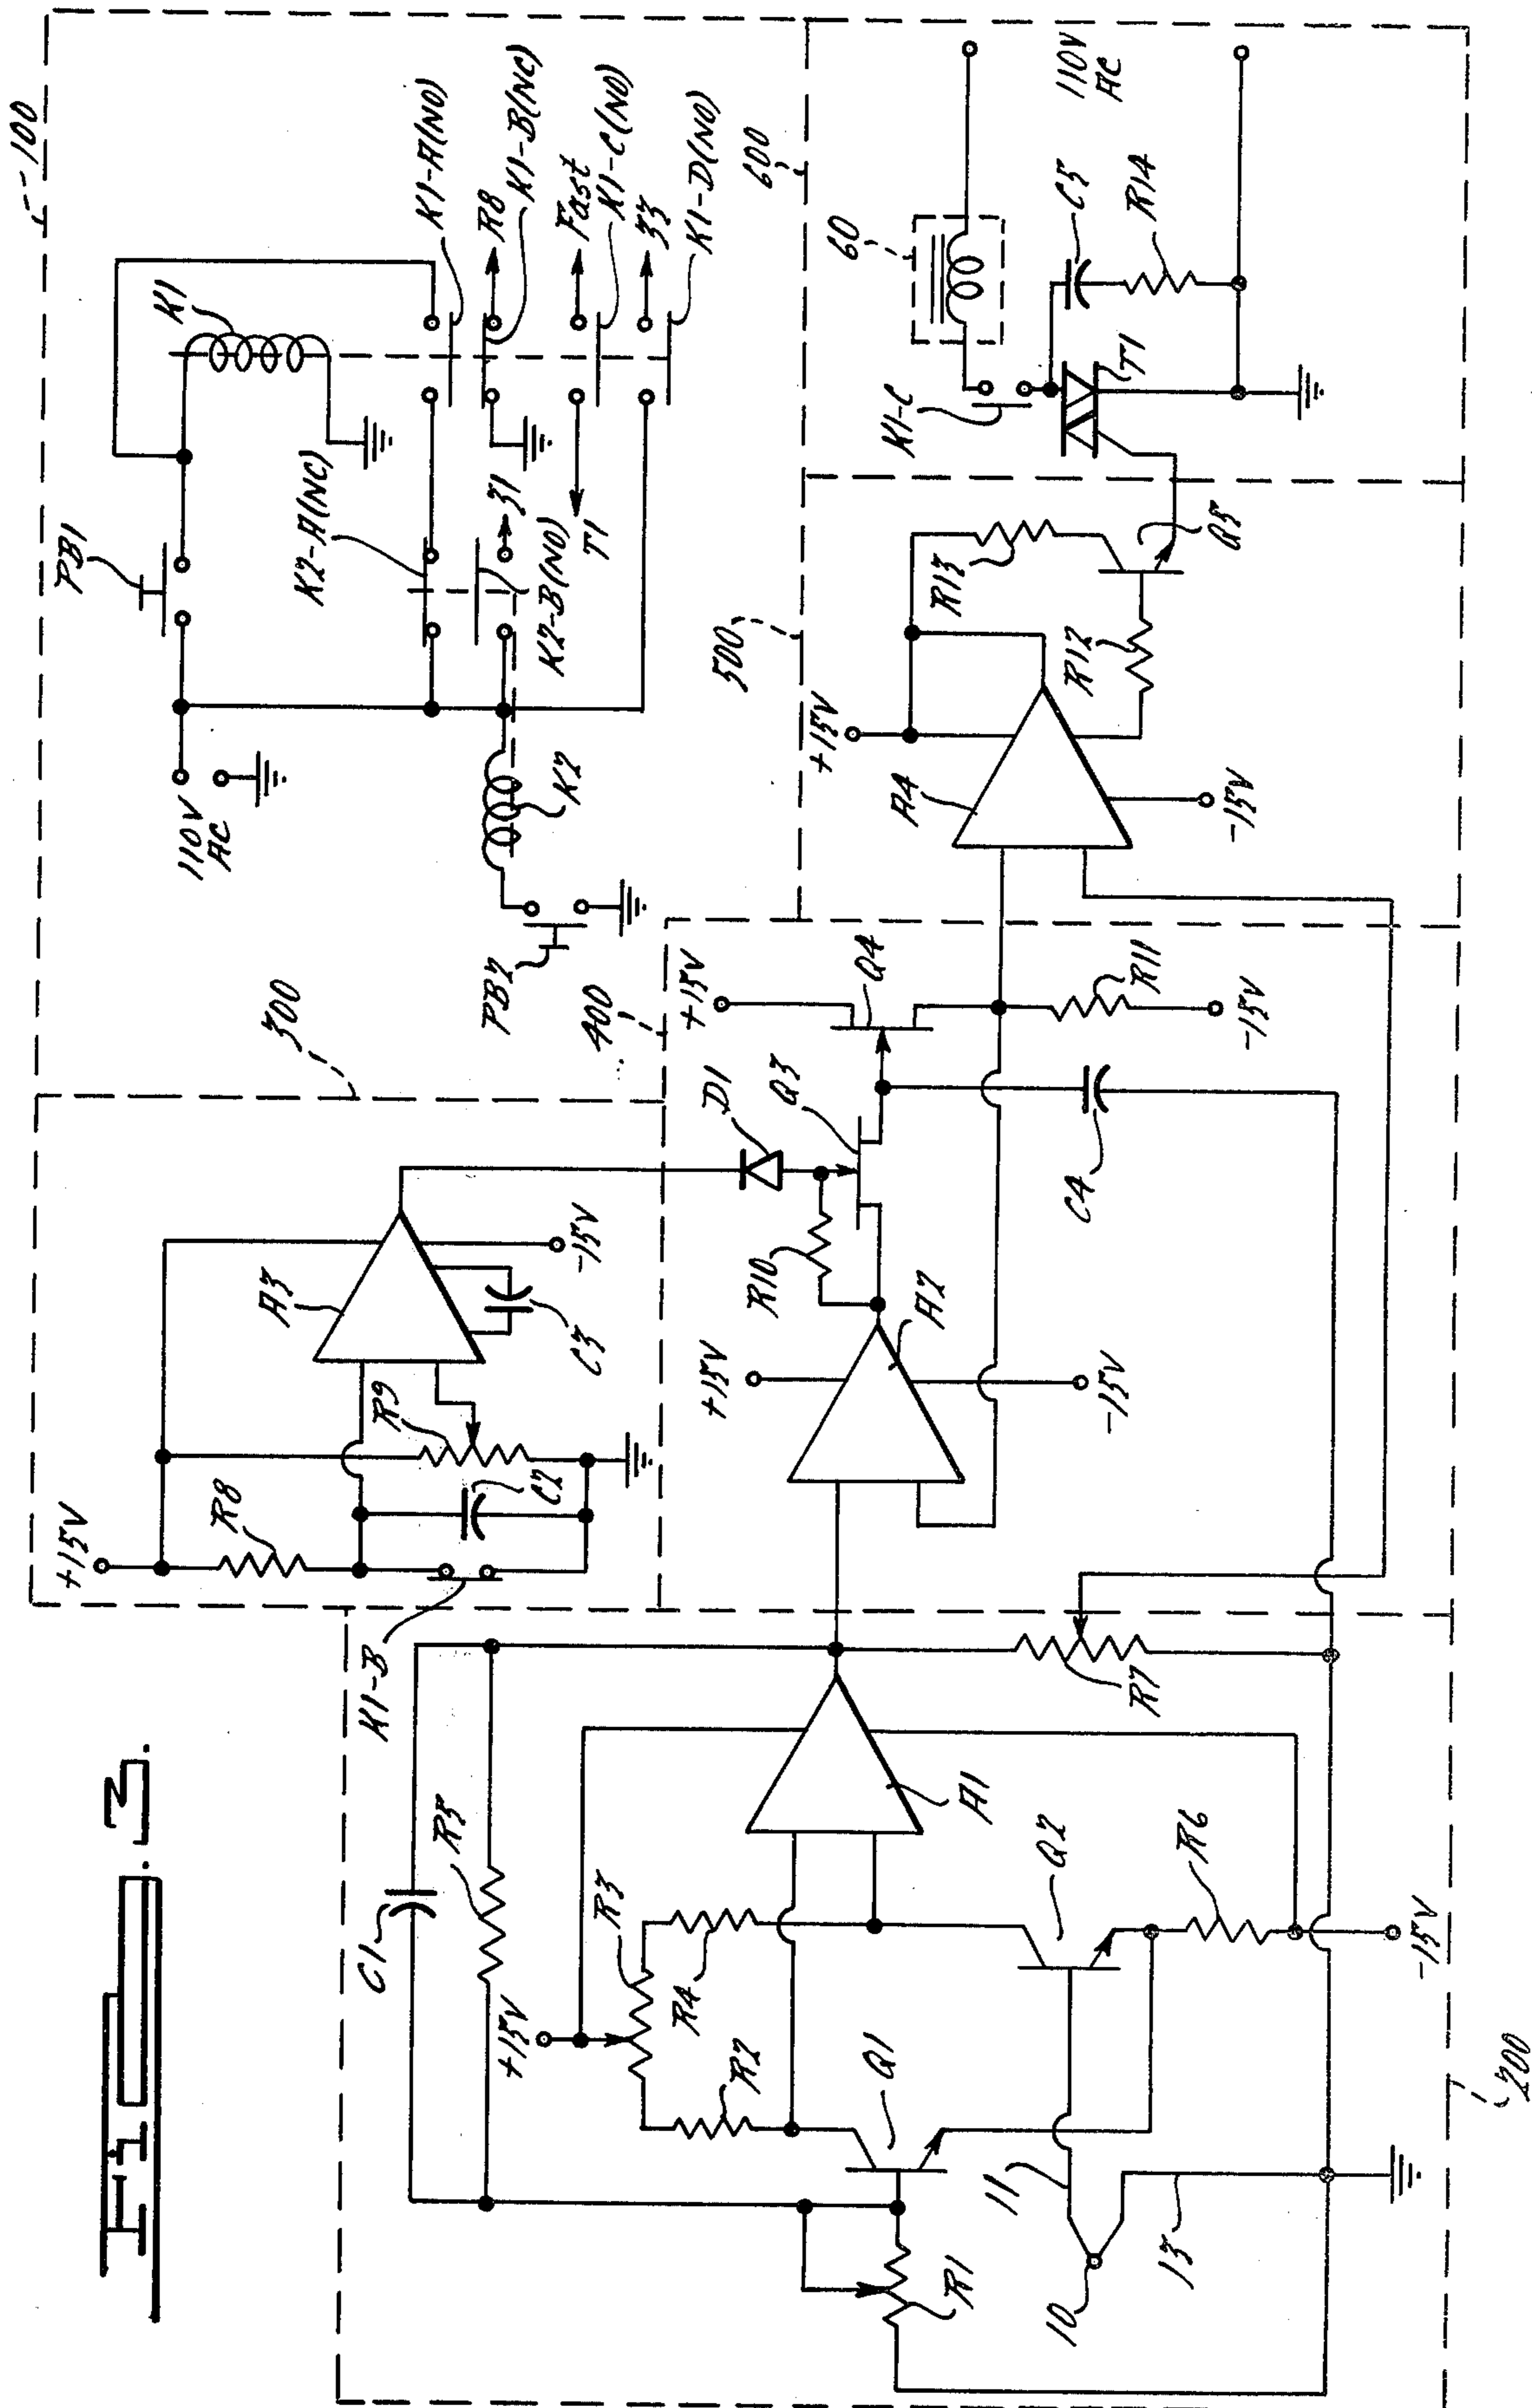 Fig. 3.
100
PB1
K1
110V
AC
K2-A(NC)
K1-A(NO)
R8
K1-B(NC)
31
K2-B(NO)
T1
Fast
K1-C(NO)
33
K1-D(NO)
K2
PB2
300
+15V
R8
R9
A3
C2
C3
-15V
K1-B
400
D1
Q3
+15V
Q4
R10
+15V
A2
-15V
C4
R11
-15V
500
+15V
A4
R13
R12
Q5
-15V
600
60
K1-C
C5
R14
T1
110V
AC
C1
R5
+15V
R3
R4
R2
A1
Q1
Q2
R6
R7
-15V
11
10
13
R1
200